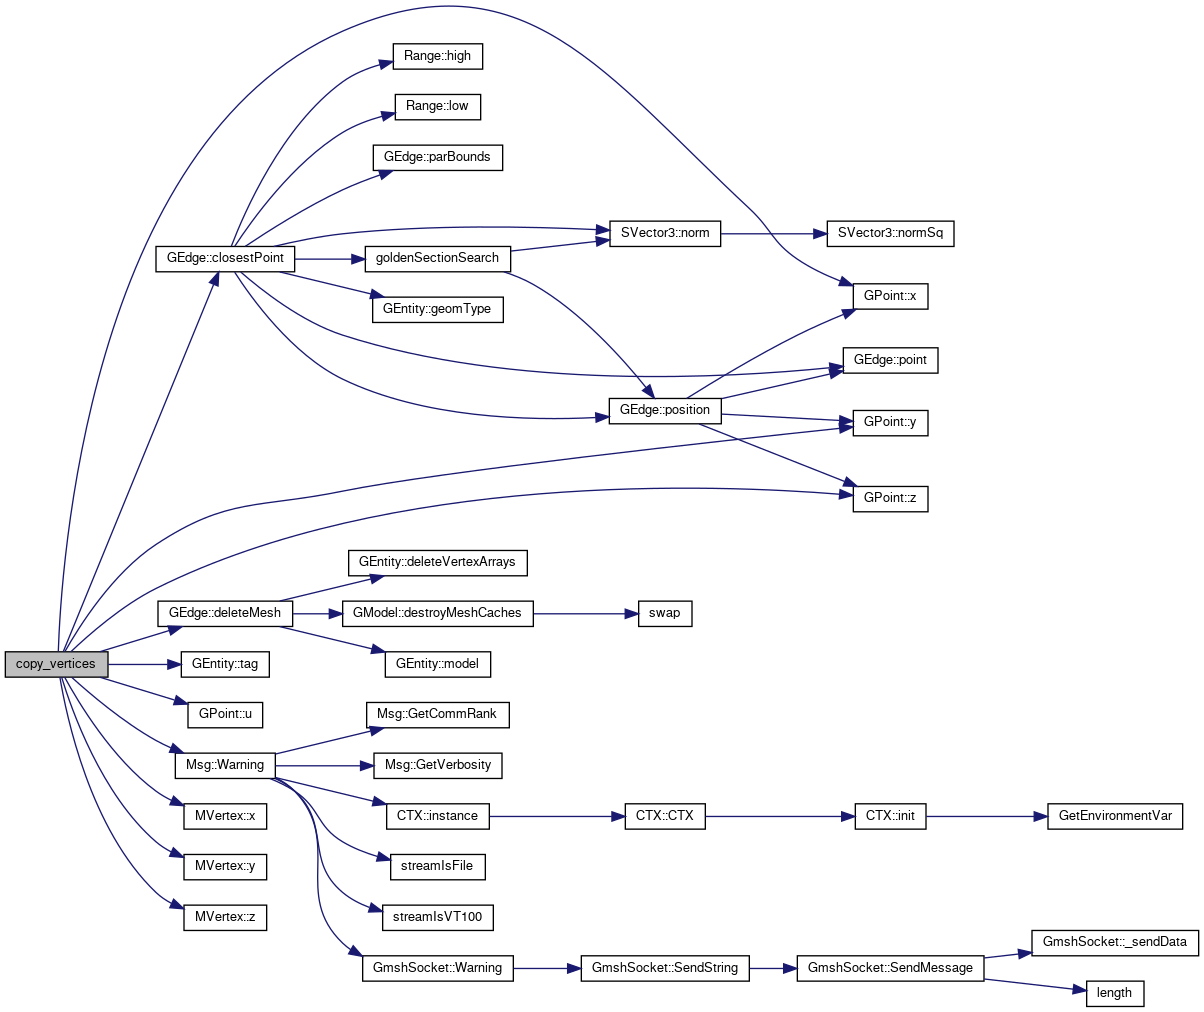 Range::high
Range::low
GEdge::parBounds
SVector3::norm
SVector3::normSq
GEdge::closestPoint
goldenSectionSearch
GPoint::x
GEntity::geomType
GEdge::point
GEdge::position
GPoint::y
GPoint::z
GEntity::deleteVertexArrays
GEdge::deleteMesh
GModel::destroyMeshCaches
swap
copy_vertices
GEntity::tag
GEntity::model
GPoint::u
Msg::GetCommRank
Msg::Warning
Msg::GetVerbosity
MVertex::x
CTX::instance
CTX::CTX
CTX::init
GetEnvironmentVar
MVertex::y
streamIsFile
MVertex::z
streamIsVT100
GmshSocket::_sendData
GmshSocket::Warning
GmshSocket::SendString
GmshSocket::SendMessage
length